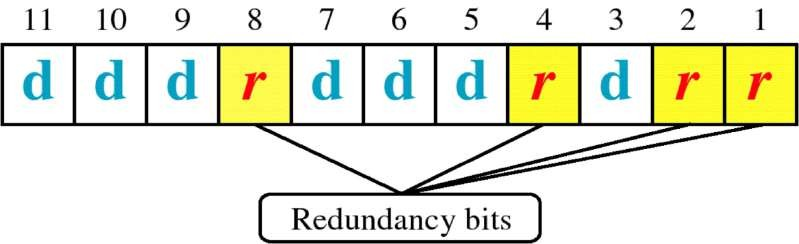 11 10 9 8 7 6 5 4 3 2 1
d d d r d d d r d r r
Redundancy bits